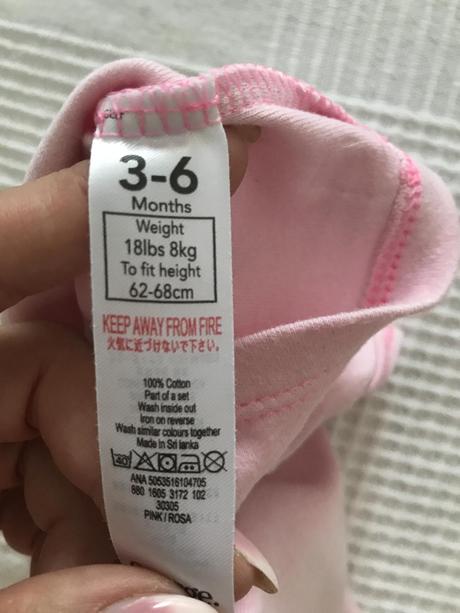 3-6
Months
Weight
18lbs 8kg
To fit height
62-68cm
KEEP AWAY FROM FIRE
火気に近づけないで下さい。
100% Cotton
Part of a set
Wash inside out
Iron on reverse
Wash similar colours together
Made in Sri lanka
40
ANA 5053516104705
880 1605 3172 102
30305
PINK / ROSA